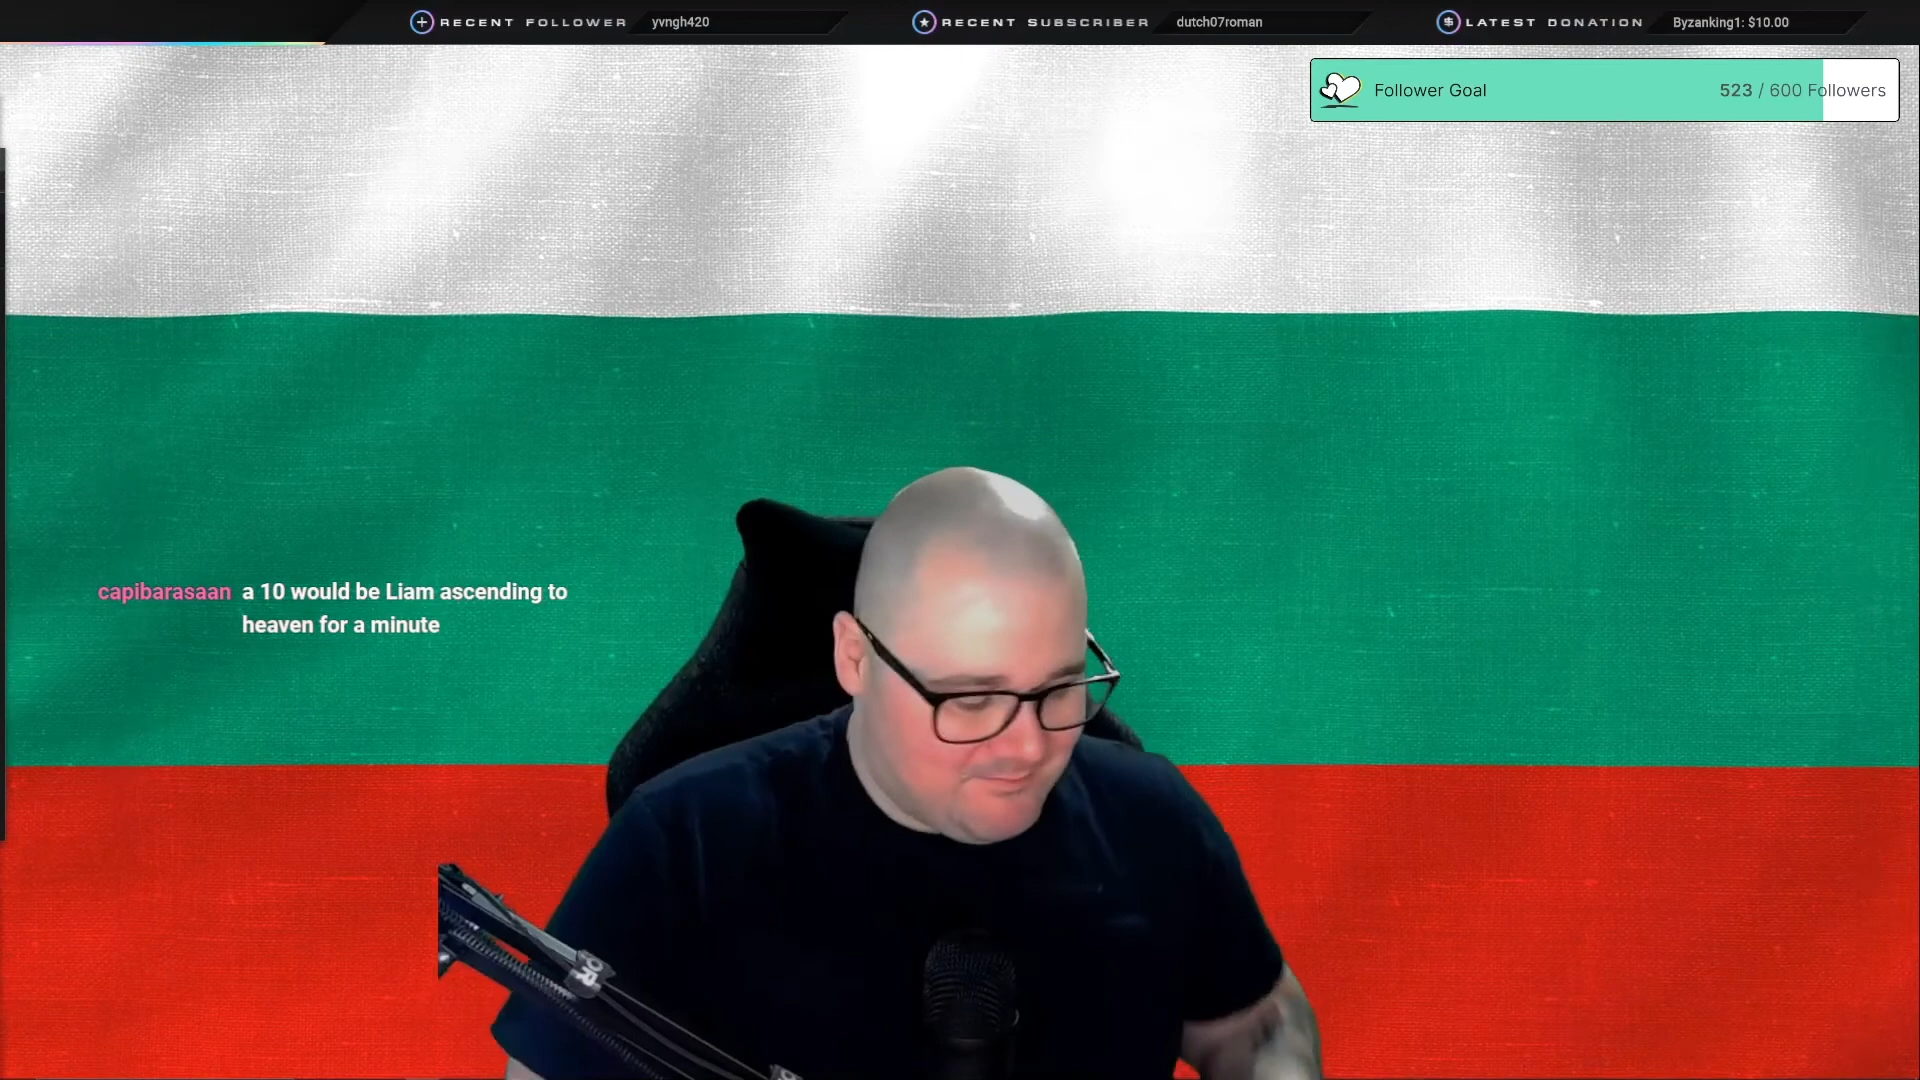 RECENT FOLLOWER yvngh420 RECENT SUBSCRIBER dutch07roman LATEST DONATION Byzanking1: $10.00
Follower Goal 523 / 600 Followers
capibarasaan a 10 would be Liam ascending to
heaven for a minute